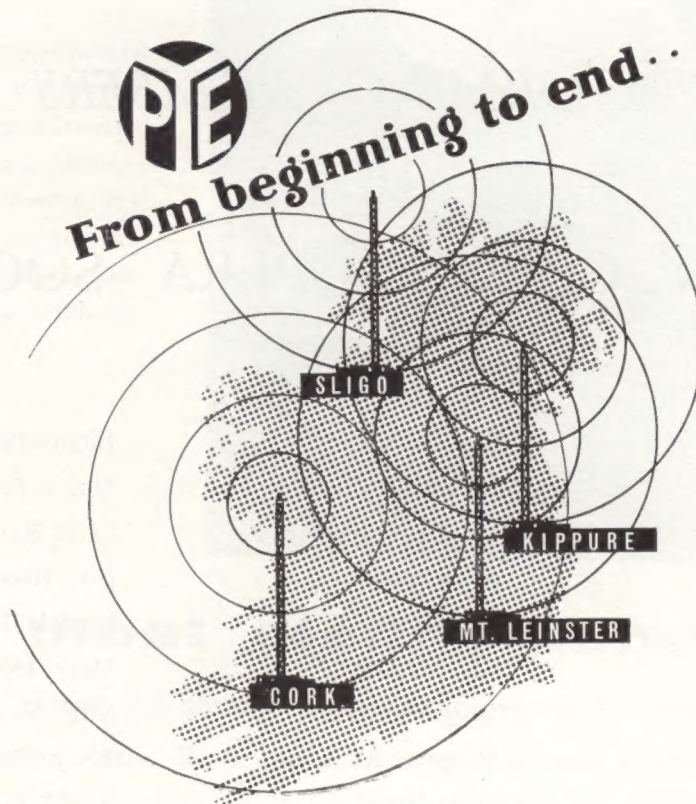 PYE
From beginning to end..
SLIGO
KIPPURE
MT. LEINSTER
CORK